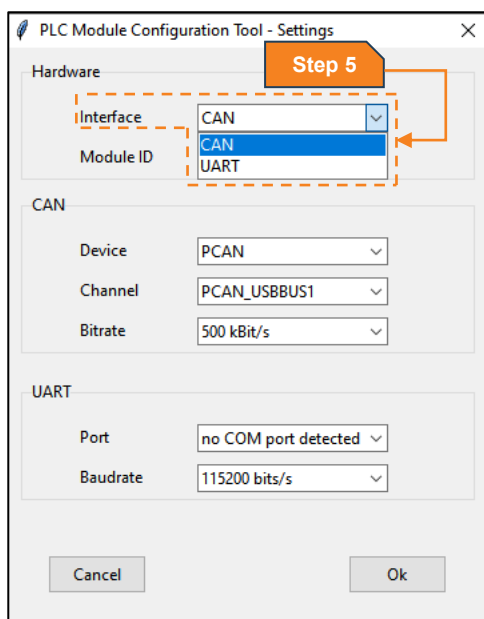 PLC Module Configuration Tool - Settings
Step 5
Hardware
Interface CAN
CAN
Module ID UART
CAN
Device PCAN
Channel PCAN_USBBUS1
Bitrate 500 kBit/s
UART
Port no COM port detected
Baudrate 115200 bits/s
Cancel Ok